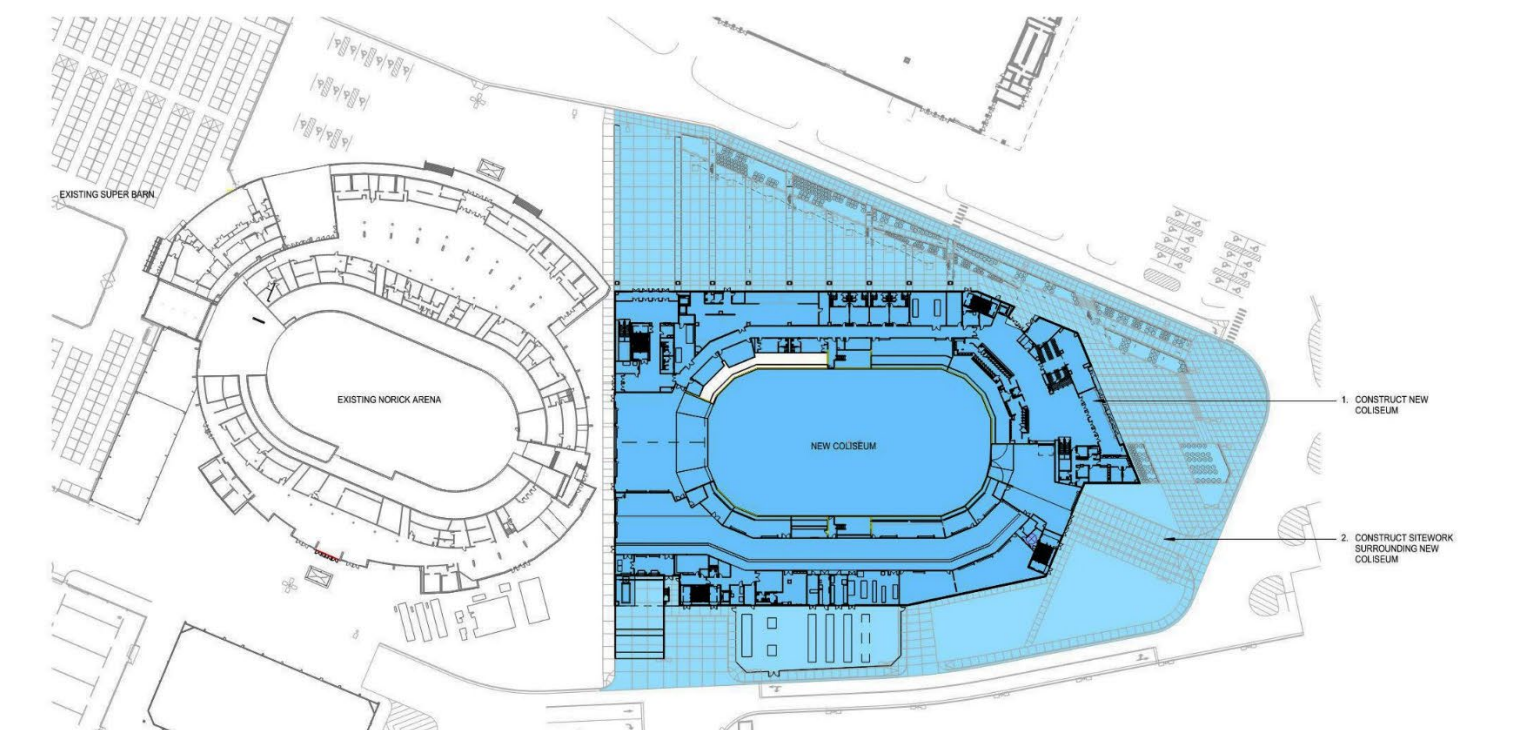 EXISTING SUPER BARN
EXISTING NORICK ARENA
NEW COLISEUM
1. CONSTRUCT NEW
COLISEUM
2. CONSTRUCT SITEWORK
SURROUNDING NEW
COLISEUM